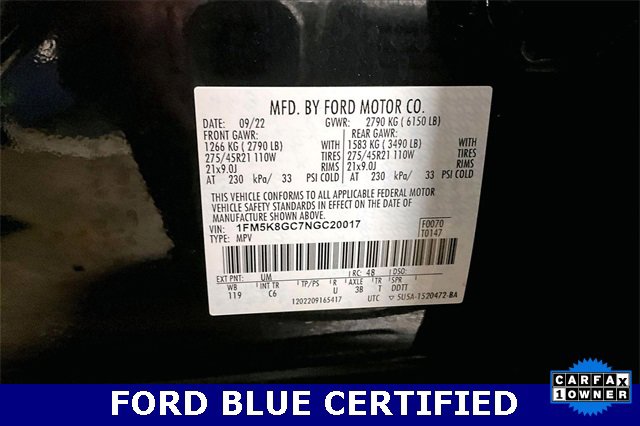 MFD. BY FORD MOTOR CO.
DATE: 09/22 GVWR: 2790 KG ( 6150 LB)
FRONT GAWR: REAR GAWR:
1266 KG ( 2790 LB) WITH 1583 KG ( 3490 LB) WITH
275/45R21 110W TIRES 275/45R21 110W TIRES
21x9.0J RIMS 21x9.0J RIMS
AT 230 kPa/ 33 PSI COLD AT 230 kPa/ 33 PSI COLD
THIS VEHICLE CONFORMS TO ALL APPLICABLE FEDERAL MOTOR
VEHICLE SAFETY STANDARDS IN EFFECT ON THE DATE OF
MANUFACTURE SHOWN ABOVE.
VIN: 1FM5K8GC7NGC20017 F0070
TYPE: MPV T0147
EXT PNT: UM RC: 48 DSO:
WB INT TR TP/PS R AXLE TR SPR
119 C6 U 3B T DDTT
1202209165417 UTC ▽ 5U5A-1520472-BA
CARFAX
1 OWNER
FORD BLUE CERTIFIED